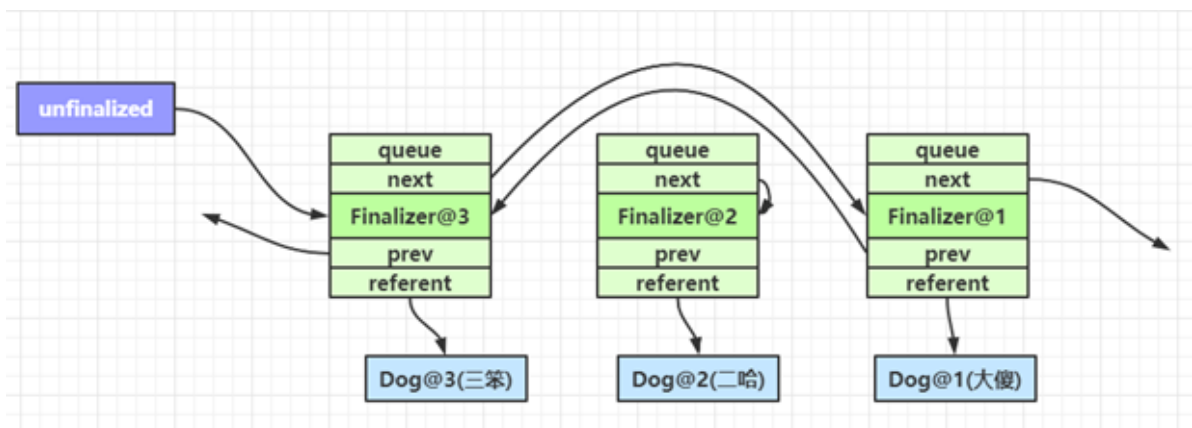 unfinalized
queue
next
Finalizer@3
prev
referent
Dog@3(三笨)
queue
next
Finalizer@2
prev
referent
Dog@2(二哈)
queue
next
Finalizer@1
prev
referent
Dog@1(大傻)